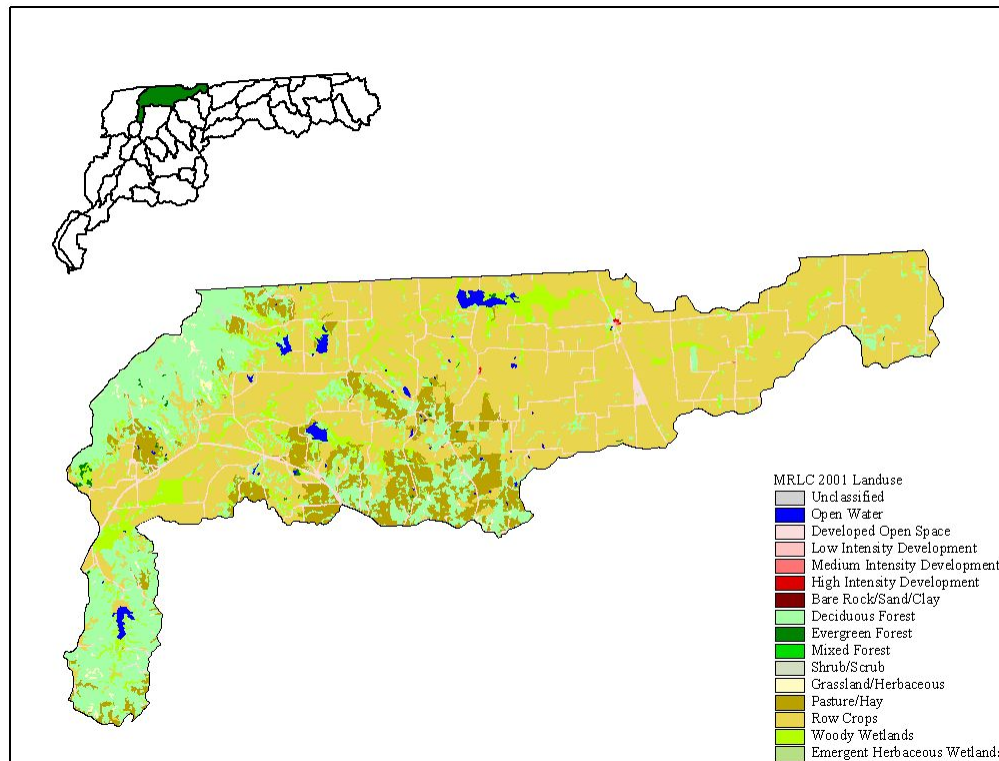 MRLC 2001 Landuse
Unclassified
Open Water
Developed Open Space
Low Intensity Development
Medium Intensity Development
High Intensity Development
Bare Rock/Sand/Clay
Deciduous Forest
Evergreen Forest
Mixed Forest
Shrub/Scrub
Grassland/Herbaceous
Pasture/Hay
Row Crops
Woody Wetlands
Emergent Herbaceous Wetlands